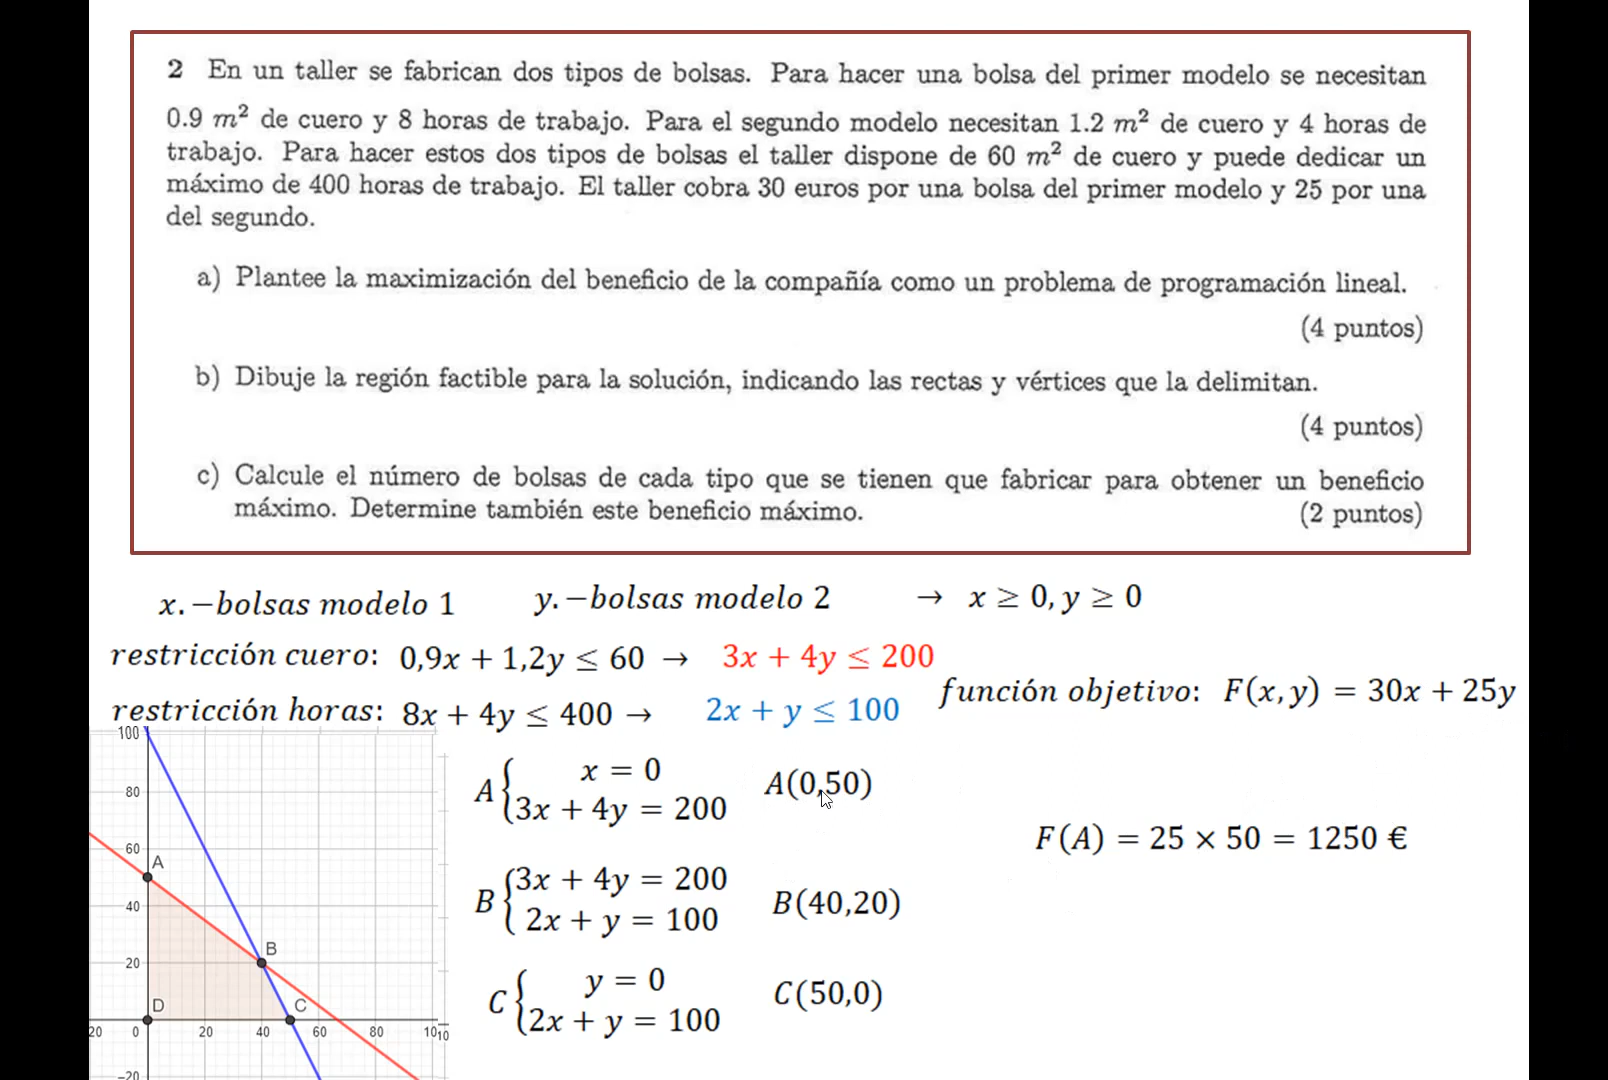 2 En un taller se fabrican dos tipos de bolsas. Para hacer una bolsa del primer modelo se necesitan
0.9 m² de cuero y 8 horas de trabajo. Para el segundo modelo necesitan 1.2 m² de cuero y 4 horas de
trabajo. Para hacer estos dos tipos de bolsas el taller dispone de 60 m² de cuero y puede dedicar un
máximo de 400 horas de trabajo. El taller cobra 30 euros por una bolsa del primer modelo y 25 por una
del segundo.
a) Plantee la maximización del beneficio de la compañía como un problema de programación lineal.
(4 puntos)
b) Dibuje la región factible para la solución, indicando las rectas y vértices que la delimitan.
(4 puntos)
c) Calcule el número de bolsas de cada tipo que se tienen que fabricar para obtener un beneficio
máximo. Determine también este beneficio máximo. (2 puntos)
x.−bolsas modelo 1 y.−bolsas modelo 2 → x ≥ 0, y ≥ 0
restricción cuero: 0,9x + 1,2y ≤ 60 → 3x + 4y ≤ 200
función objetivo: F(x, y) = 30x + 25y
restricción horas: 8x + 4y ≤ 400 → 2x + y ≤ 100
A { x = 0
3x + 4y = 200 A(0,50)
F(A) = 25 × 50 = 1250 €
B { 3x + 4y = 200
2x + y = 100 B(40,20)
C { y = 0
2x + y = 100 C(50,0)
100
80
60
A
40
B
20
D C
20 0 20 40 60 80 10 10
−20